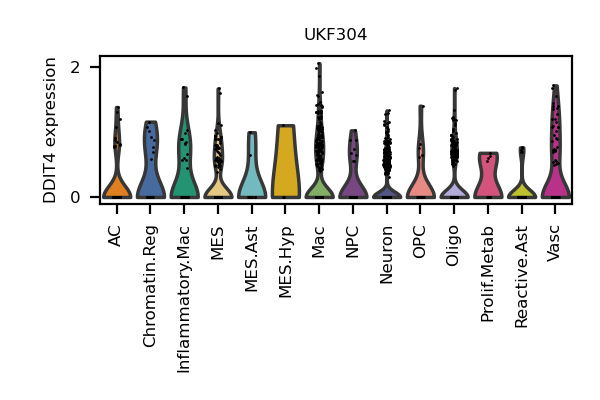 UKF304
DDIT4 expression
2
0
AC
Chromatin.Reg
Inflammatory.Mac
MES
MES.Ast
MES.Hyp
Mac
NPC
Neuron
OPC
Oligo
Prolif.Metab
Reactive.Ast
Vasc